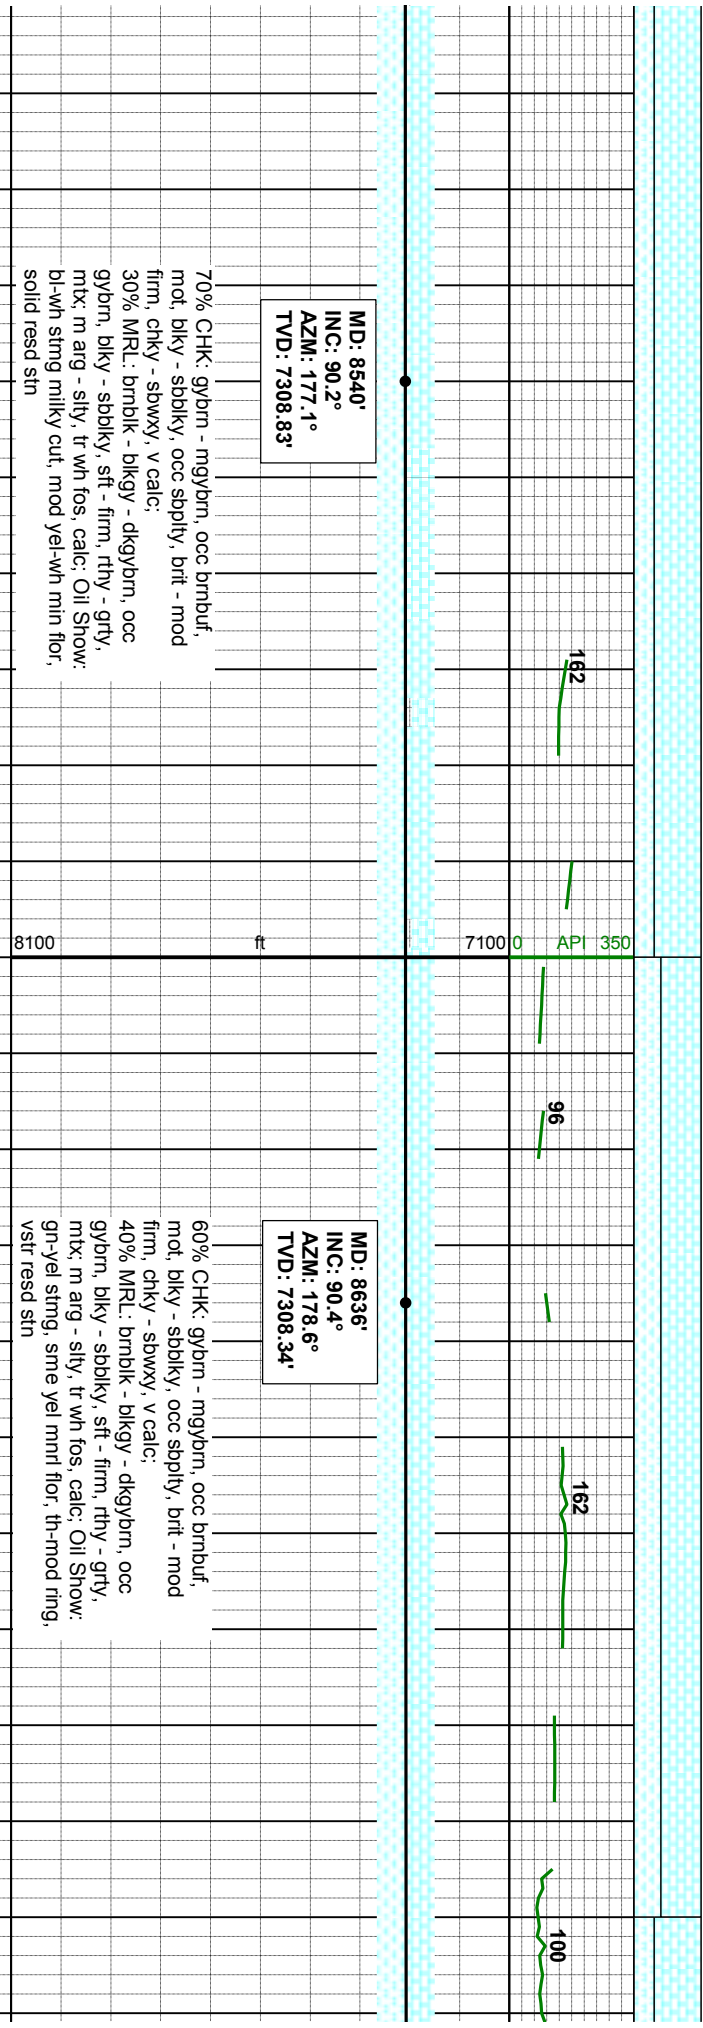 162
96
162
100
0 API 350
7100
ft
8100
MD: 8540'
INC: 90.2°
AZM: 177.1°
TVD: 7308.83'
70% CHK: gybrn - mgybrn, occ brnbuf,
mot, blky - sbblky, occ sbplty, brit - mod
firm, chky - sbwxy, v calc;
30% MRL: brnblk - blkgy - dkgybrn, occ
gybrn, blky - sbblky, sft - firm, rthy - grty,
mtx; m arg - slty, tr wh fos, calc; Oil Show:
bl-wh stmg milky cut, mod yel-wh min flor,
solid resd stn
MD: 8636'
INC: 90.4°
AZM: 178.6°
TVD: 7308.34'
60% CHK: gybrn - mgybrn, occ brnbuf,
mot, blky - sbblky, occ sbplty, brit - mod
firm, chky - sbwxy, v calc;
40% MRL: brnblk - blkgy - dkgybrn, occ
gybrn, blky - sbblky, sft - firm, rthy - grty,
mtx; m arg - slty, tr wh fos, calc; Oil Show:
gn-yel stmg, sme yel mnrl flor, th-mod ring,
vstr resd stn